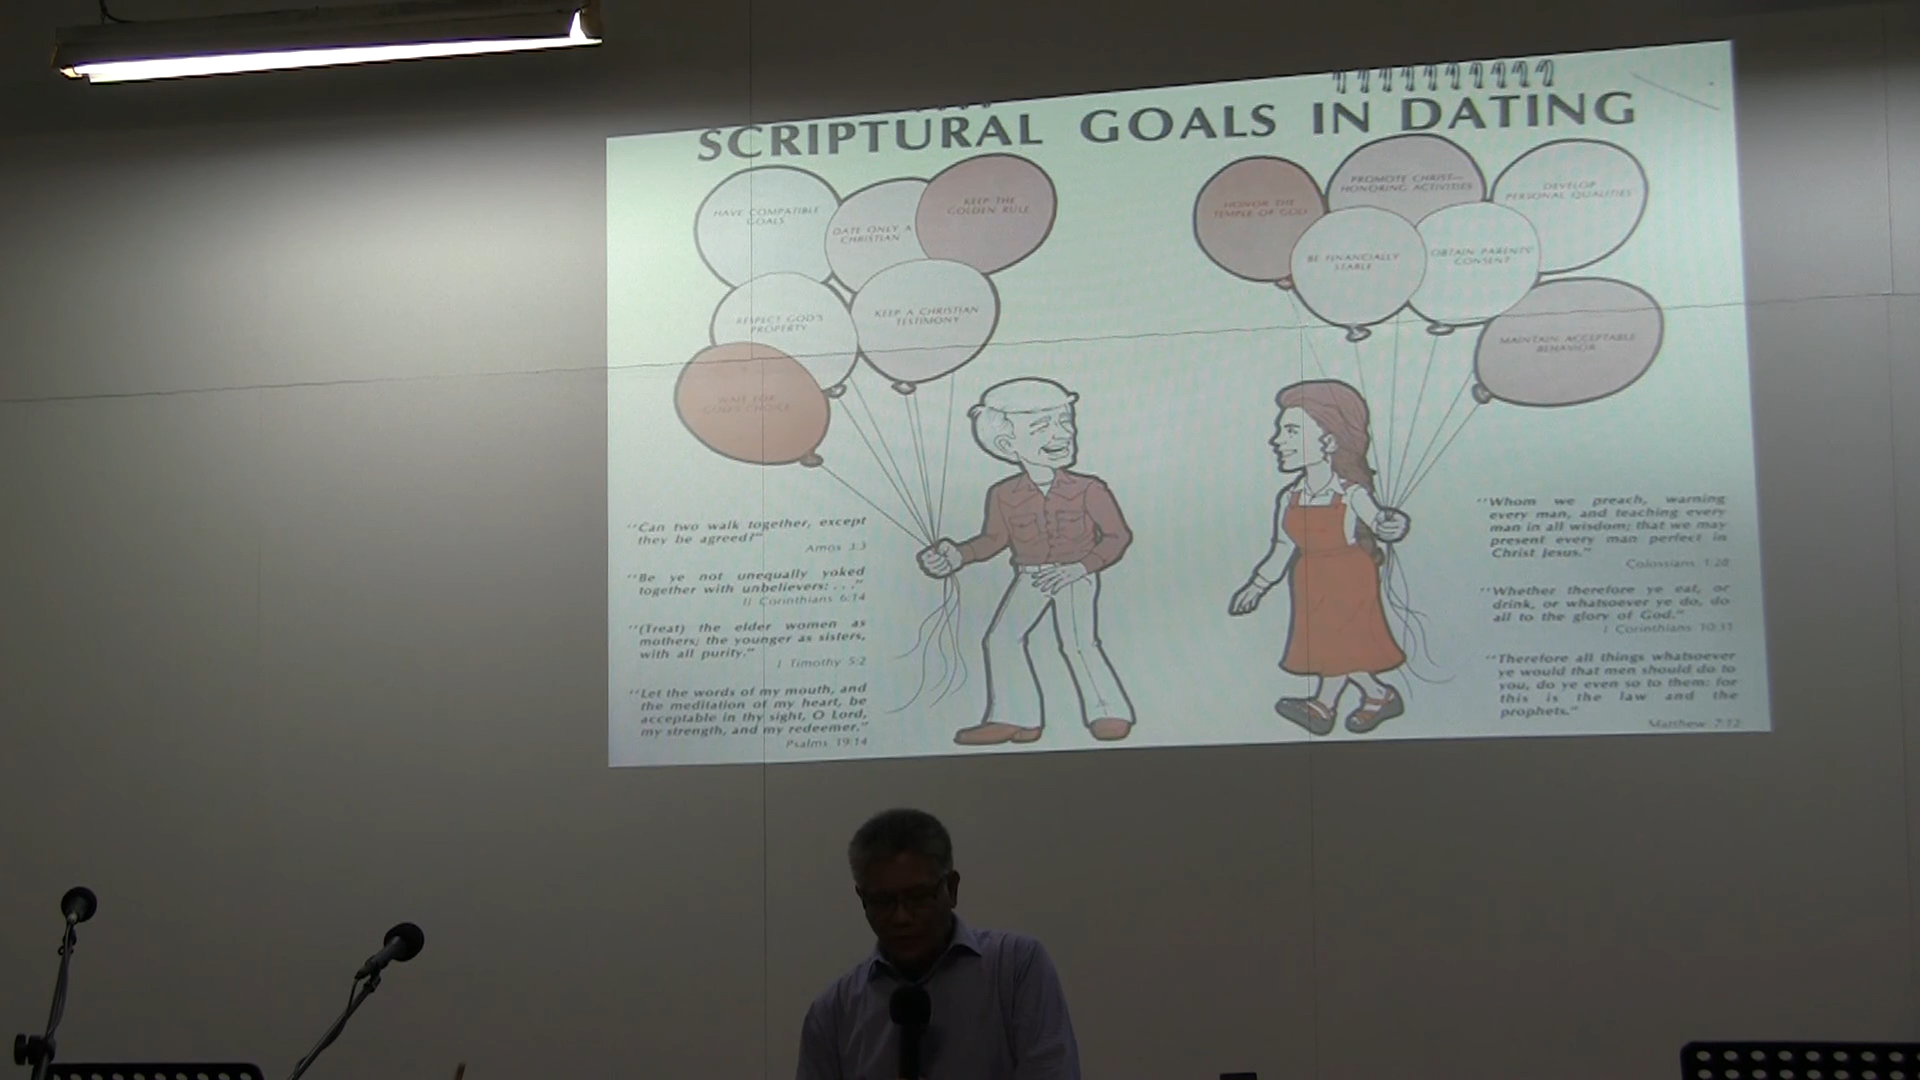 SCRIPTURAL GOALS IN DATING
HAVE COMPATIBLE
GOALS
DATE ONLY A
CHRISTIAN
KEEP THE
GOLDEN RULE
RESPECT GOD'S
PROPERTY
KEEP A CHRISTIAN
TESTIMONY
WAIT FOR
GOD'S CHOICE
HONOR THE
TEMPLE OF GOD
PROMOTE CHRIST—
HONORING ACTIVITIES
DEVELOP
PERSONAL QUALITIES
BE FINANCIALLY
STABLE
OBTAIN PARENTS'
CONSENT
MAINTAIN ACCEPTABLE
BEHAVIOR
"Can two walk together, except
they be agreed?"
Amos 3:3
"Be ye not unequally yoked
together with unbelievers: . . ."
II Corinthians 6:14
"(Treat) the elder women as
mothers; the younger as sisters,
with all purity."
I Timothy 5:2
"Let the words of my mouth, and
the meditation of my heart, be
acceptable in thy sight, O Lord,
my strength, and my redeemer."
Psalms 19:14
"Whom we preach, warning
every man, and teaching every
man in all wisdom; that we may
present every man perfect in
Christ Jesus."
Colossians 1:28
"Whether therefore ye eat, or
drink, or whatsoever ye do, do
all to the glory of God."
I Corinthians 10:31
"Therefore all things whatsoever
ye would that men should do to
you, do ye even so to them: for
this is the law and the
prophets."
Matthew 7:12